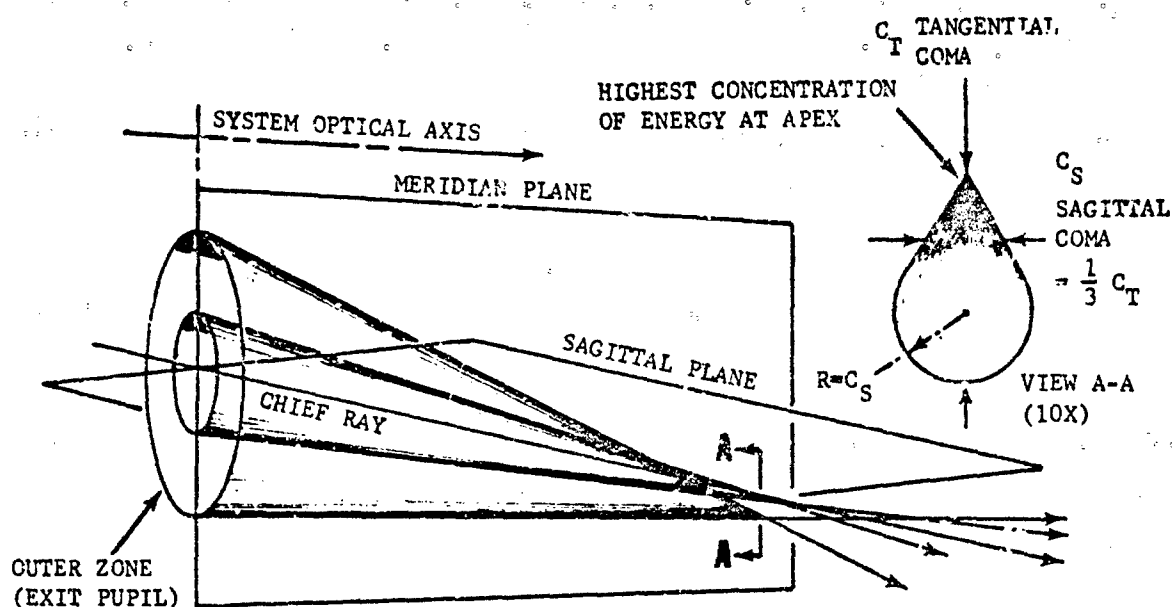 C_T TANGENTIAL
COMA
HIGHEST CONCENTRATION
OF ENERGY AT APEX
SYSTEM OPTICAL AXIS
MERIDIAN PLANE
C_S
SAGITTAL
COMA
= 1/3 C_T
SAGITTAL PLANE
R=C_S
VIEW A-A
(10X)
CHIEF RAY
A
A
OUTER ZONE
(EXIT PUPIL)